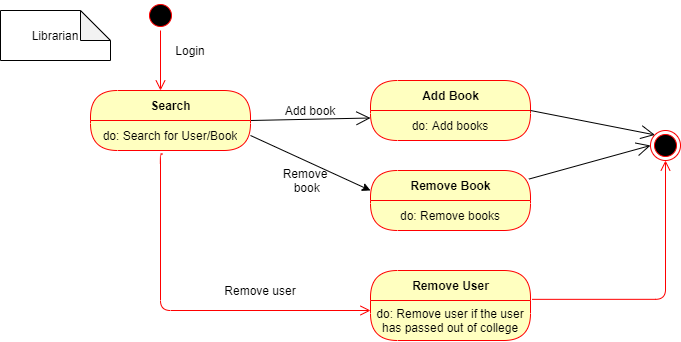 Librarian
Login
Search
do: Search for User/Book
Add book
Add Book
do: Add books
Remove
book
Remove Book
do: Remove books
Remove user
Remove User
do: Remove user if the user
has passed out of college